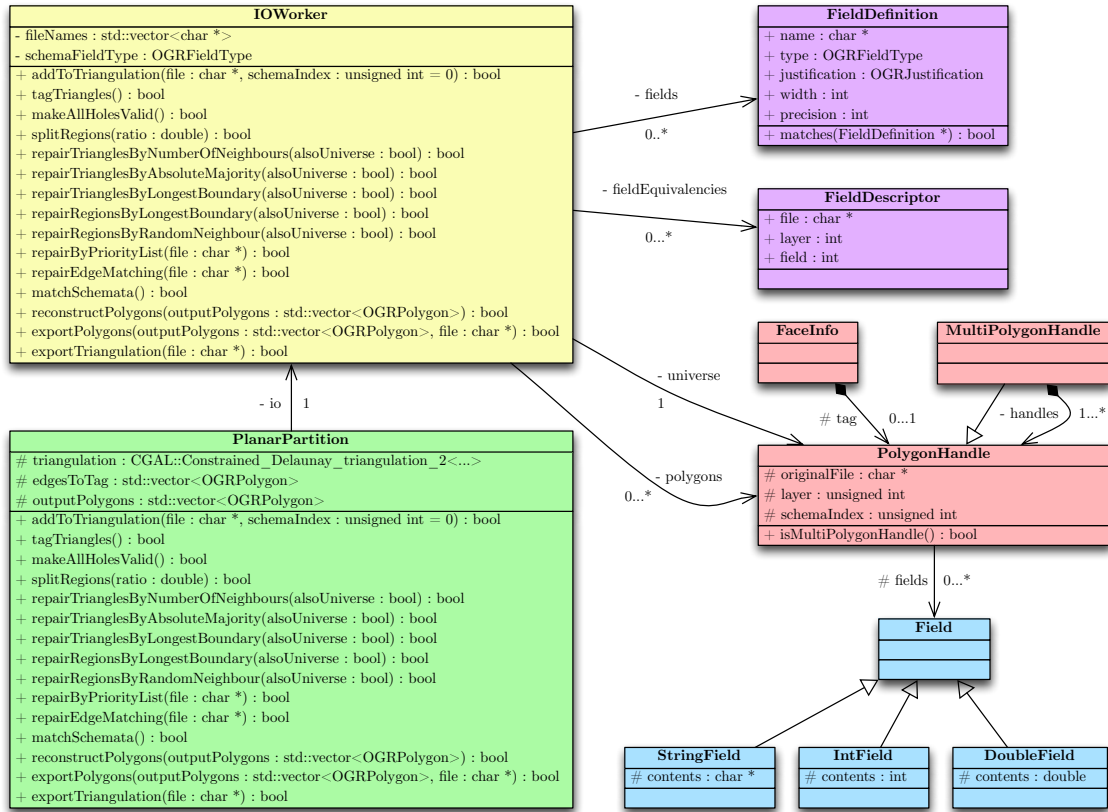 IOWorker
- fileNames : std::vector<char *>
- schemaFieldType : OGRFieldType
+ addToTriangulation(file : char *, schemaIndex : unsigned int = 0) : bool
+ tagTriangles() : bool
+ makeAllHolesValid() : bool
+ splitRegions(ratio : double) : bool
+ repairTrianglesByNumberOfNeighbours(alsoUniverse : bool) : bool
+ repairTrianglesByAbsoluteMajority(alsoUniverse : bool) : bool
+ repairTrianglesByLongestBoundary(alsoUniverse : bool) : bool
+ repairRegionsByLongestBoundary(alsoUniverse : bool) : bool
+ repairRegionsByRandomNeighbour(alsoUniverse : bool) : bool
+ repairByPriorityList(file : char *) : bool
+ repairEdgeMatching(file : char *) : bool
+ matchSchemata() : bool
+ reconstructPolygons(outputPolygons : std::vector<OGRPolygon>) : bool
+ exportPolygons(outputPolygons : std::vector<OGRPolygon>, file : char *) : bool
+ exportTriangulation(file : char *) : bool
- fields
0..*
FieldDefinition
+ name : char *
+ type : OGRFieldType
+ justification : OGRJustification
+ width : int
+ precision : int
+ matches(FieldDefinition *) : bool
- fieldEquivalencies
0...*
FieldDescriptor
+ file : char *
+ layer : int
+ field : int
FaceInfo
MultiPolygonHandle
- universe
1
# tag
0...1
- handles
1...*
- io
1
- polygons
0...*
PolygonHandle
# originalFile : char *
# layer : unsigned int
# schemaIndex : unsigned int
+ isMultiPolygonHandle() : bool
PlanarPartition
# triangulation : CGAL::Constrained_Delaunay_triangulation_2<...>
# edgesToTag : std::vector<OGRPolygon>
# outputPolygons : std::vector<OGRPolygon>
+ addToTriangulation(file : char *, schemaIndex : unsigned int = 0) : bool
+ tagTriangles() : bool
+ makeAllHolesValid() : bool
+ splitRegions(ratio : double) : bool
+ repairTrianglesByNumberOfNeighbours(alsoUniverse : bool) : bool
+ repairTrianglesByAbsoluteMajority(alsoUniverse : bool) : bool
+ repairTrianglesByLongestBoundary(alsoUniverse : bool) : bool
+ repairRegionsByLongestBoundary(alsoUniverse : bool) : bool
+ repairRegionsByRandomNeighbour(alsoUniverse : bool) : bool
+ repairByPriorityList(file : char *) : bool
+ repairEdgeMatching(file : char *) : bool
+ matchSchemata() : bool
+ reconstructPolygons(outputPolygons : std::vector<OGRPolygon>) : bool
+ exportPolygons(outputPolygons : std::vector<OGRPolygon>, file : char *) : bool
+ exportTriangulation(file : char *) : bool
# fields
0...*
Field
StringField
# contents : char *
IntField
# contents : int
DoubleField
# contents : double